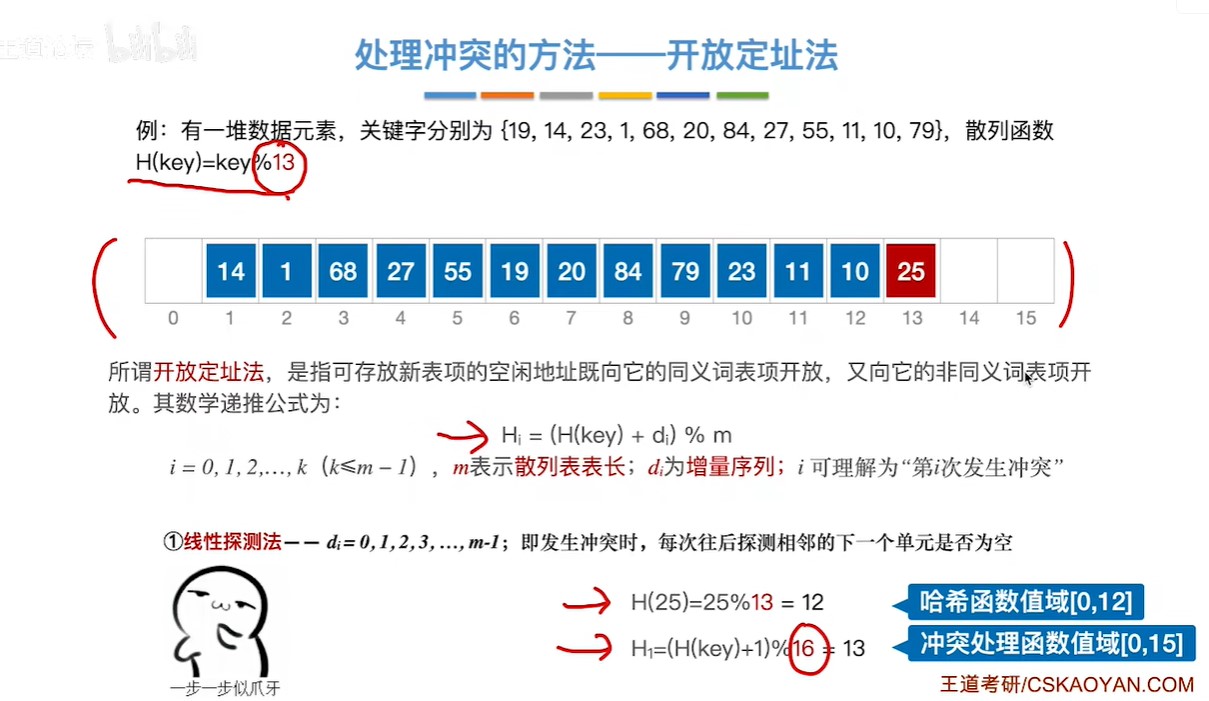 bilibili
处理冲突的方法——开放定址法
例：有一堆数据元素，关键字分别为 {19, 14, 23, 1, 68, 20, 84, 27, 55, 11, 10, 79}，散列函数
H(key)=key%13
14 1 68 27 55 19 20 84 79 23 11 10 25
0 1 2 3 4 5 6 7 8 9 10 11 12 13 14 15
所谓开放定址法，是指可存放新表项的空闲地址既向它的同义词表项开放，又向它的非同义词表项开
放。其数学递推公式为：
Hᵢ = (H(key) + dᵢ) % m
i = 0, 1, 2,…, k（k≤m − 1），m表示散列表表长；dᵢ为增量序列；i 可理解为“第i次发生冲突”
①线性探测法—— dᵢ = 0, 1, 2, 3, …, m-1；即发生冲突时，每次往后探测相邻的下一个单元是否为空
H(25)=25%13 = 12
哈希函数值域[0,12]
H₁=(H(key)+1)%16 = 13
冲突处理函数值域[0,15]
一步一步似爪牙
王道考研/CSKAOYAN.COM